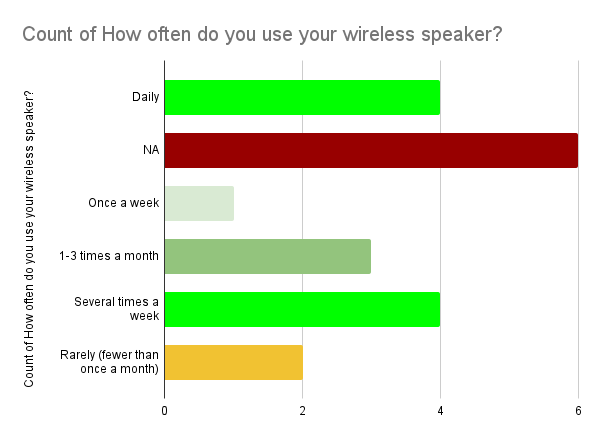 Count of How often do you use your wireless speaker?
Count of How often do you use your wireless speaker?
Daily
NA
Once a week
1-3 times a month
Several times a
week
Rarely (fewer than
once a month)
0
2
4
6